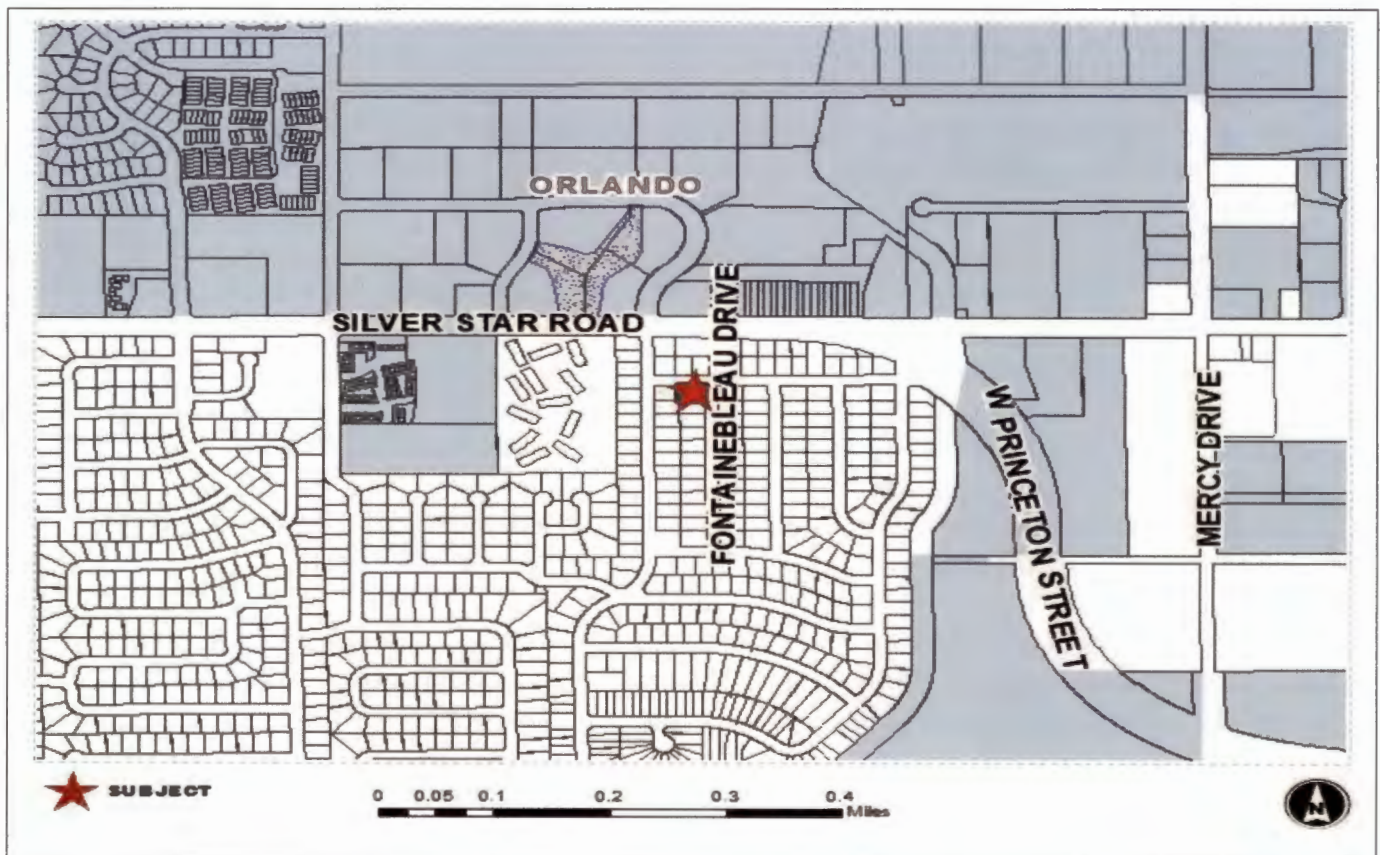 ORLANDO
SILVER STAR ROAD
FONTAINEBLEAU DRIVE
W PRINCETON STREET
MERCY DRIVE
SUBJECT
0 0.05 0.1 0.2 0.3 0.4
Miles
N